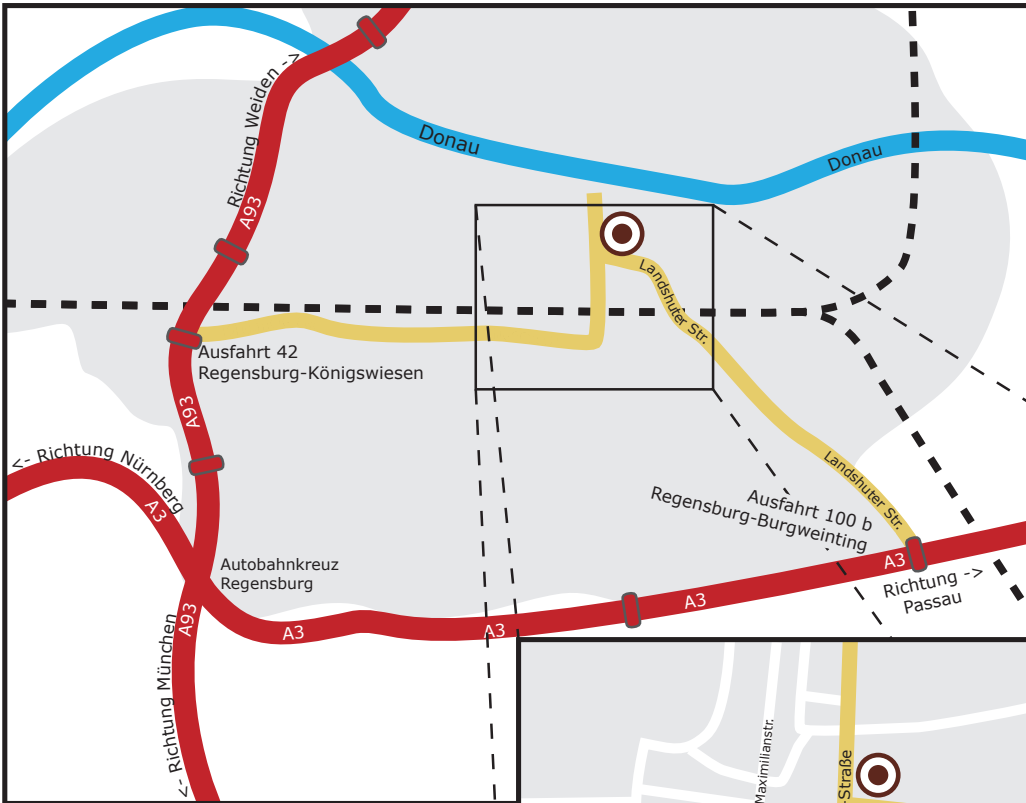 Richtung Weiden ->
A93
Donau
Donau
Landshuter Str.
Ausfahrt 42
Regensburg-Königswiesen
A93
<- Richtung Nürnberg
A3
Landshuter Str.
Ausfahrt 100 b
Regensburg-Burgweinting
Autobahnkreuz
Regensburg
A3
Richtung ->
Passau
A93
A3
A3
A3
<- Richtung München
Maximilianstr.
-Straße